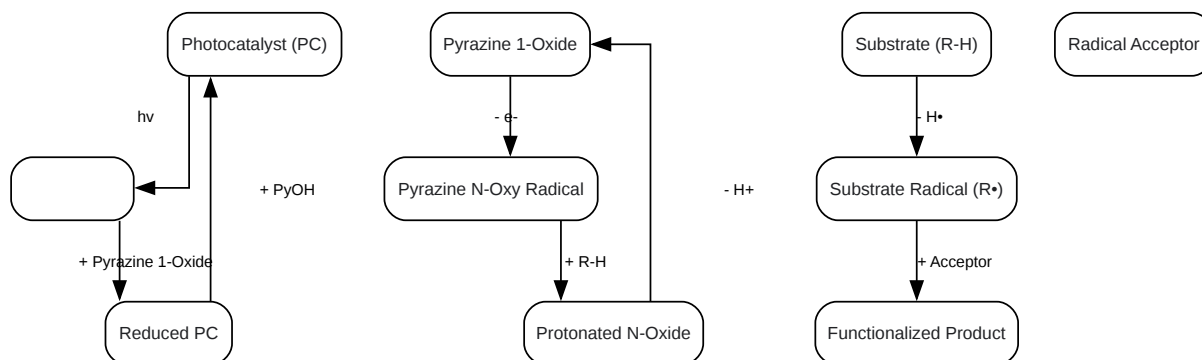 Photocatalyst (PC)
Pyrazine 1-Oxide
Substrate (R-H)
Radical Acceptor
hν
- e-
- H•
+ PyOH
Pyrazine N-Oxy Radical
- H+
Substrate Radical (R•)
+ Pyrazine 1-Oxide
+ R-H
+ Acceptor
Reduced PC
Protonated N-Oxide
Functionalized Product